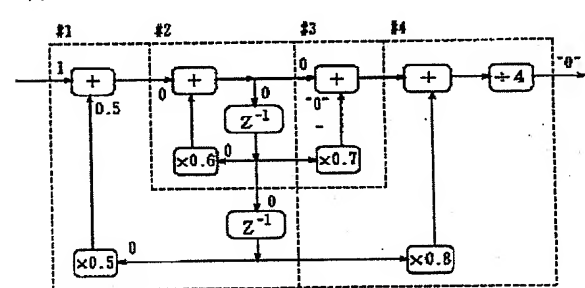 #1 #2 #3 #4
1 + 0 + 0 + + ÷4 "0"
0.5 0 "0"
Z⁻¹ -
×0.6 0 ×0.7
0
Z⁻¹
×0.5 0 ×0.8